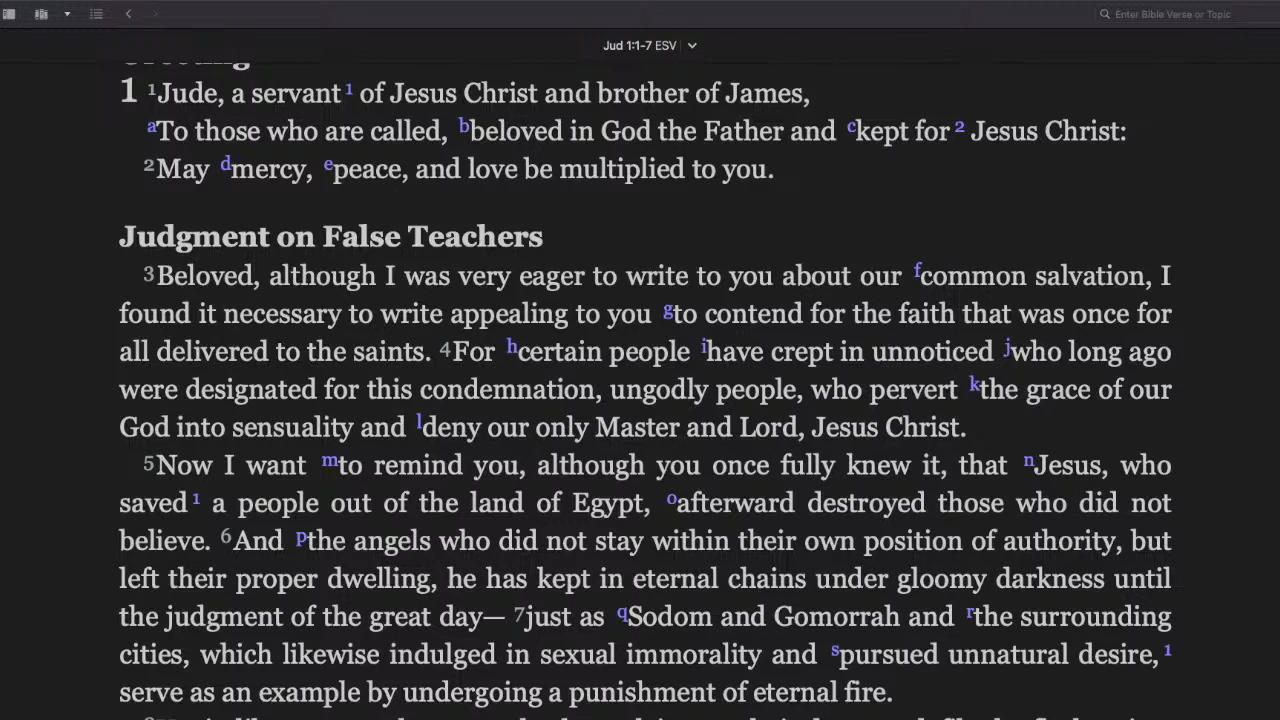 Enter Bible Verse or Topic
Jud 1:1-7 ESV
Greeting
1 1Jude, a servant1 of Jesus Christ and brother of James,
aTo those who are called, bbeloved in God the Father and ckept for2 Jesus Christ:
2May dmercy, epeace, and love be multiplied to you.
Judgment on False Teachers
3Beloved, although I was very eager to write to you about our fcommon salvation, I
found it necessary to write appealing to you gto contend for the faith that was once for
all delivered to the saints. 4For hcertain people ihave crept in unnoticed jwho long ago
were designated for this condemnation, ungodly people, who pervert kthe grace of our
God into sensuality and ldeny our only Master and Lord, Jesus Christ.
5Now I want mto remind you, although you once fully knew it, that nJesus, who
saved1 a people out of the land of Egypt, oafterward destroyed those who did not
believe. 6And pthe angels who did not stay within their own position of authority, but
left their proper dwelling, he has kept in eternal chains under gloomy darkness until
the judgment of the great day— 7just as qSodom and Gomorrah and rthe surrounding
cities, which likewise indulged in sexual immorality and spursued unnatural desire,1
serve as an example by undergoing a punishment of eternal fire.